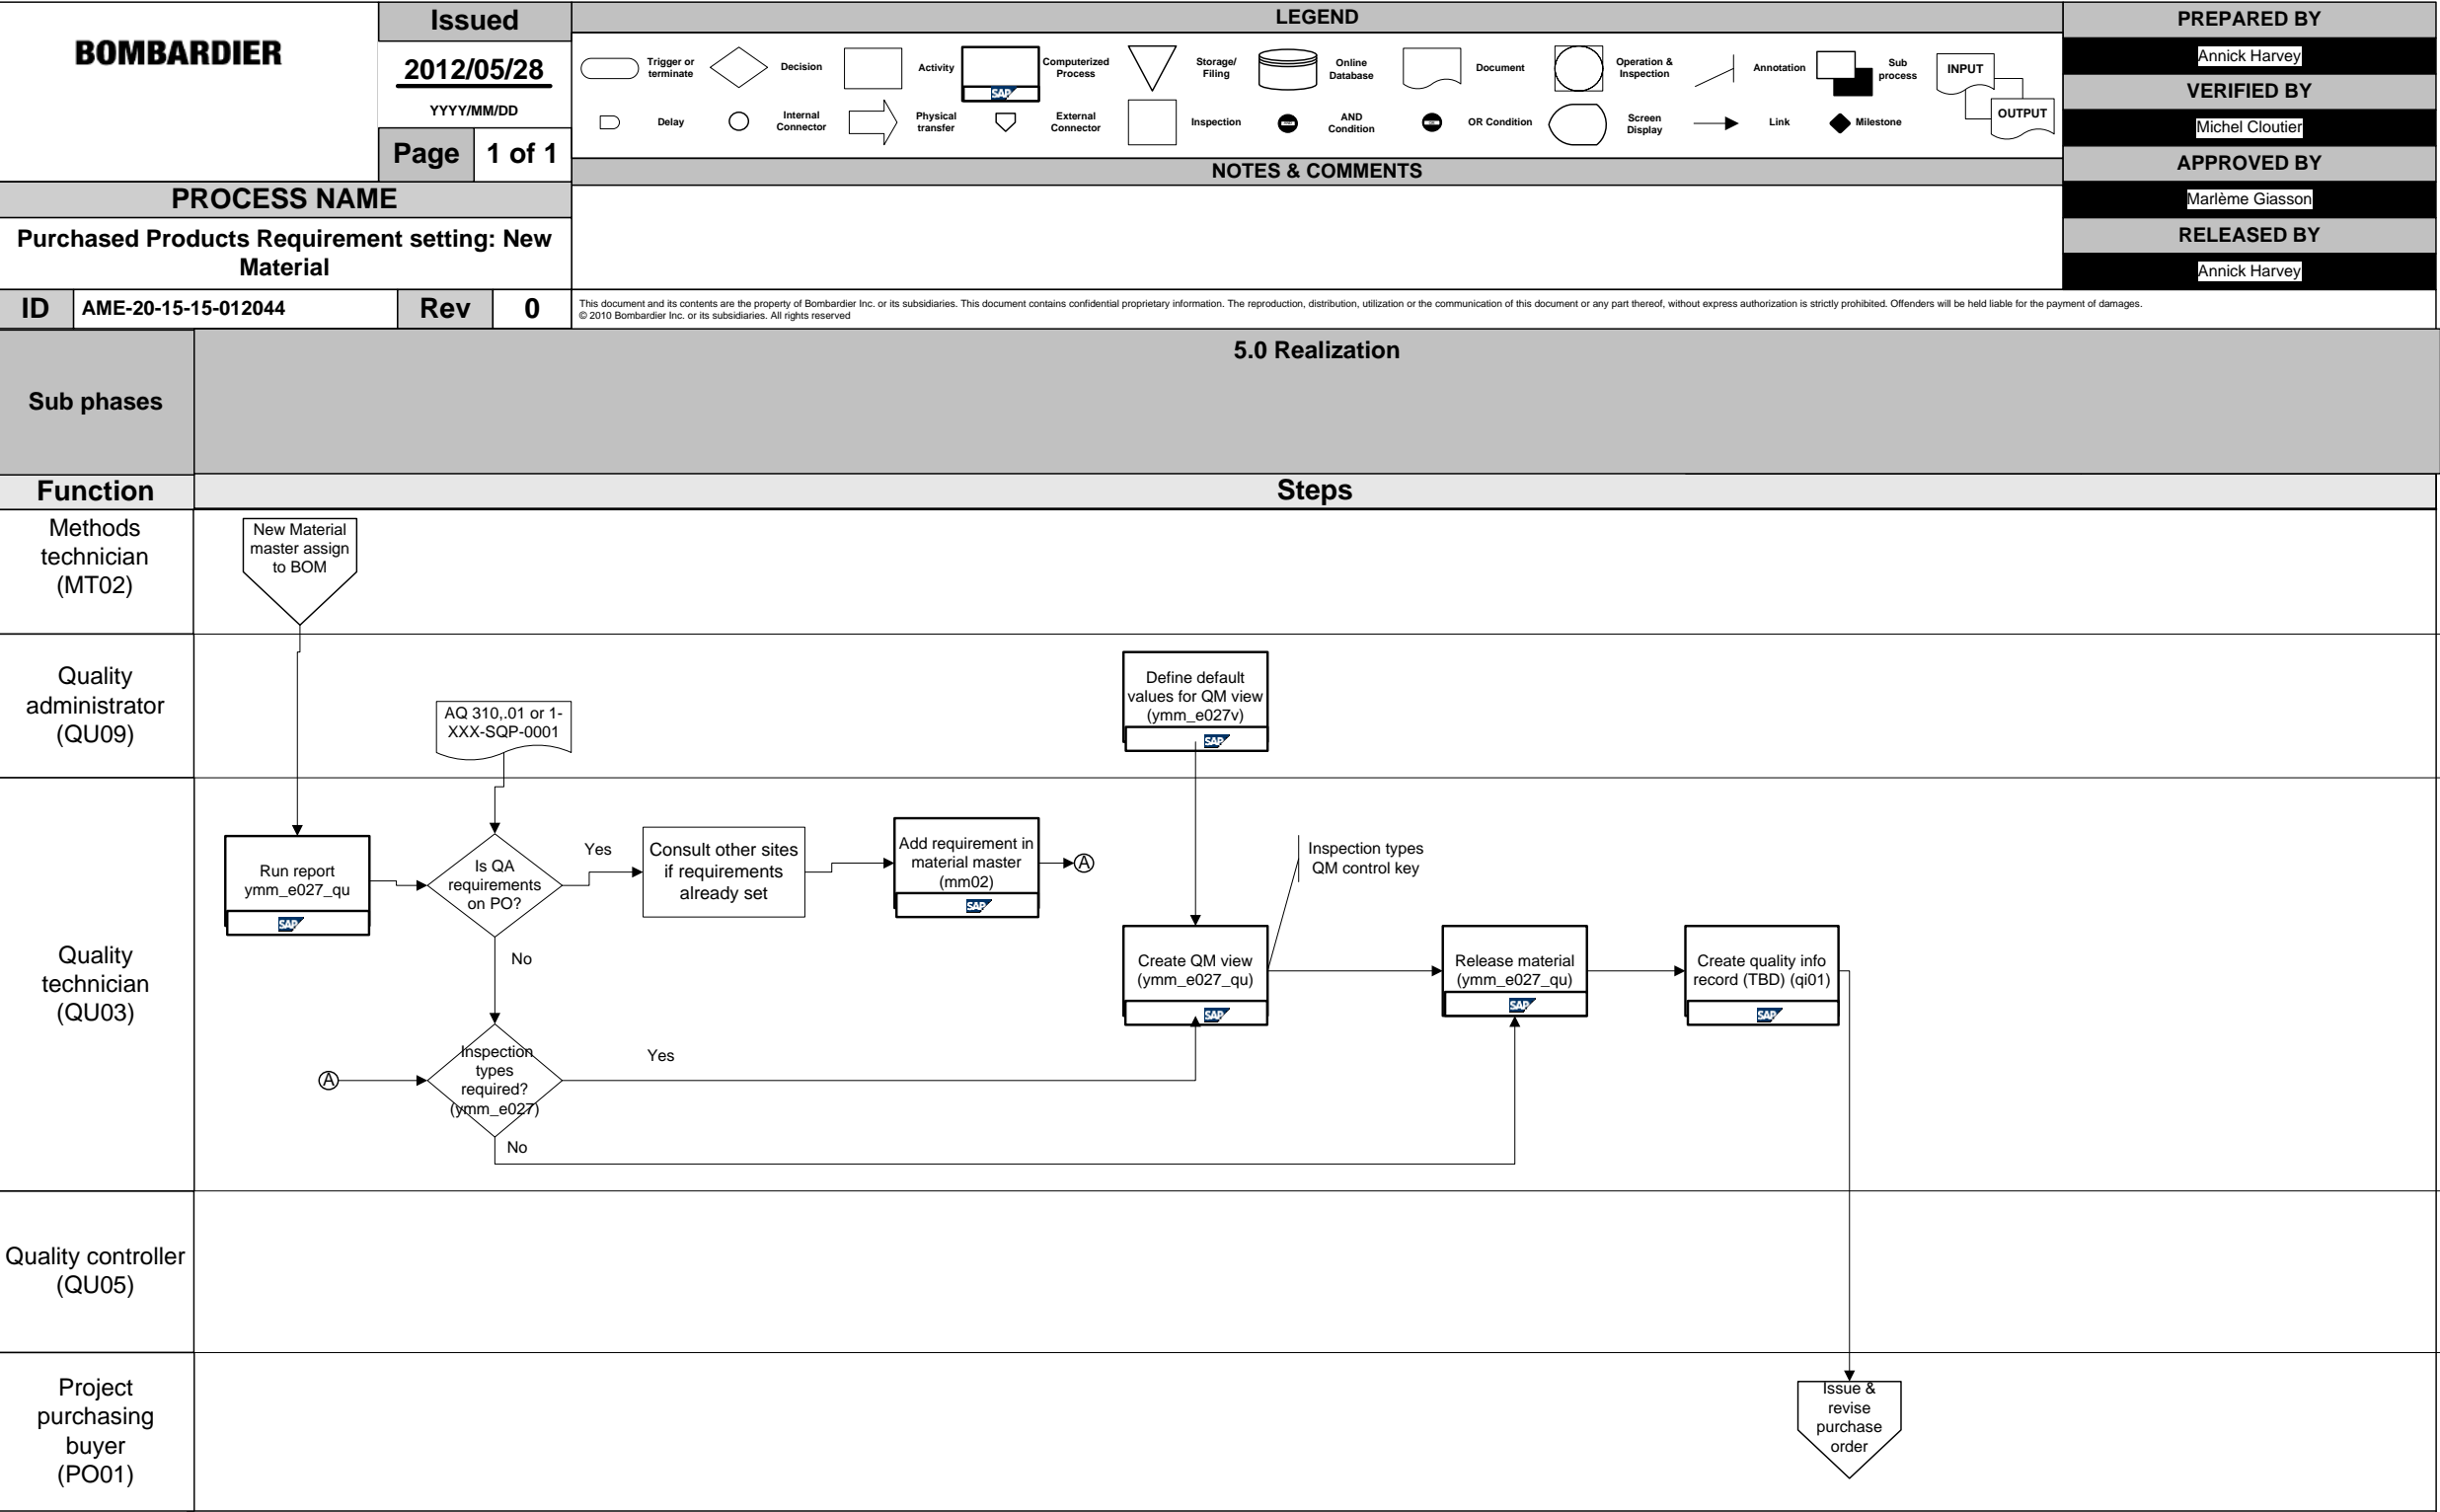 BOMBARDIER
Issued
2012/05/28
YYYY/MM/DD
Page
1 of 1
PROCESS NAME
Purchased Products Requirement setting: New
Material
ID
AME-20-15-15-012044
Rev
0
LEGEND
Trigger or
terminate
Decision
Activity
SAP
Computerized
Process
Storage/
Filing
Online
Database
Document
Operation &
Inspection
Annotation
Sub
process
INPUT
OUTPUT
Delay
Internal
Connector
Physical
transfer
External
Connector
Inspection
AND
Condition
OR Condition
Screen
Display
Link
Milestone
NOTES & COMMENTS
This document and its contents are the property of Bombardier Inc. or its subsidiaries. This document contains confidential proprietary information. The reproduction, distribution, utilization or the communication of this document or any part thereof, without express authorization is strictly prohibited. Offenders will be held liable for the payment of damages.
© 2010 Bombardier Inc. or its subsidiaries. All rights reserved
PREPARED BY
Annick Harvey
VERIFIED BY
Michel Cloutier
APPROVED BY
Marlème Giasson
RELEASED BY
Annick Harvey
Sub phases
5.0 Realization
Function
Steps
Methods
technician
(MT02)
New Material
master assign
to BOM
Quality
administrator
(QU09)
AQ 310,.01 or 1-
XXX-SQP-0001
Define default
values for QM view
(ymm_e027v)
SAP
Quality
technician
(QU03)
Run report
ymm_e027_qu
SAP
Is QA
requirements
on PO?
Yes
No
Consult other sites
if requirements
already set
Add requirement in
material master
(mm02)
SAP
A
Inspection types
QM control key
Create QM view
(ymm_e027_qu)
SAP
Release material
(ymm_e027_qu)
SAP
Create quality info
record (TBD) (qi01)
SAP
A
Inspection
types
required?
(ymm_e027)
Yes
No
Quality controller
(QU05)
Project
purchasing
buyer
(PO01)
Issue &
revise
purchase
order